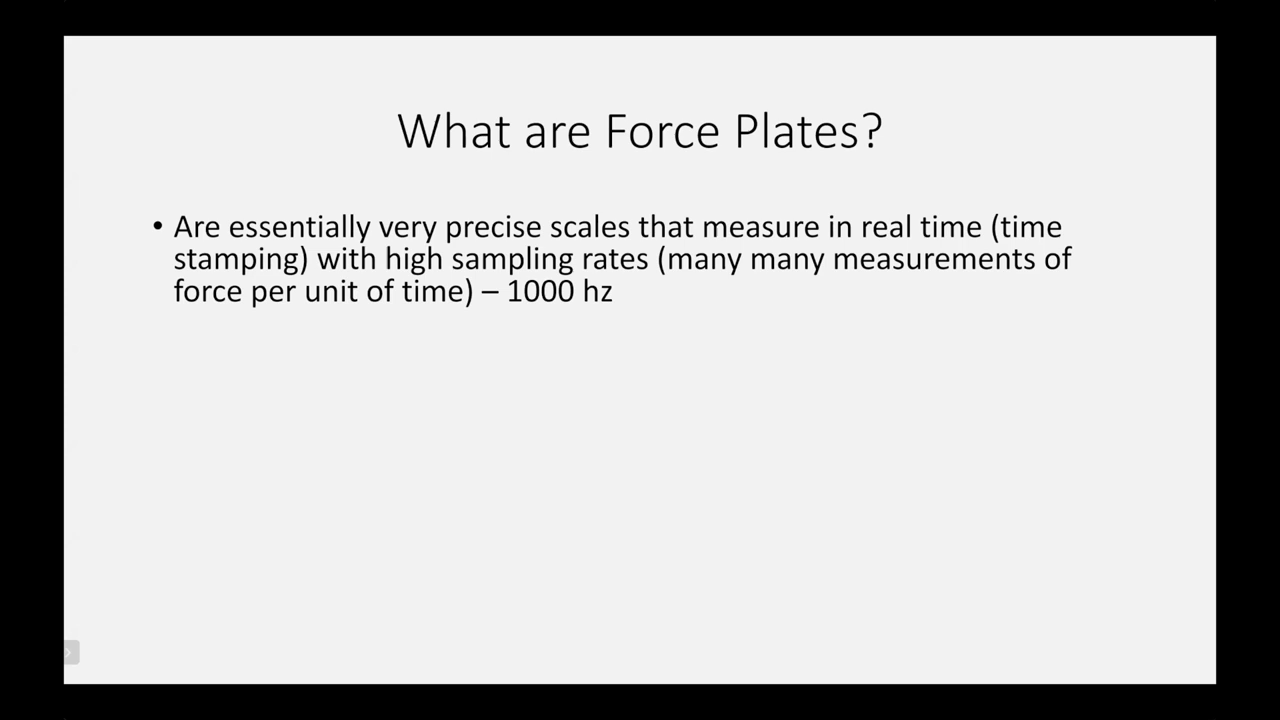 What are Force Plates?
• Are essentially very precise scales that measure in real time (time
stamping) with high sampling rates (many many measurements of
force per unit of time) – 1000 hz